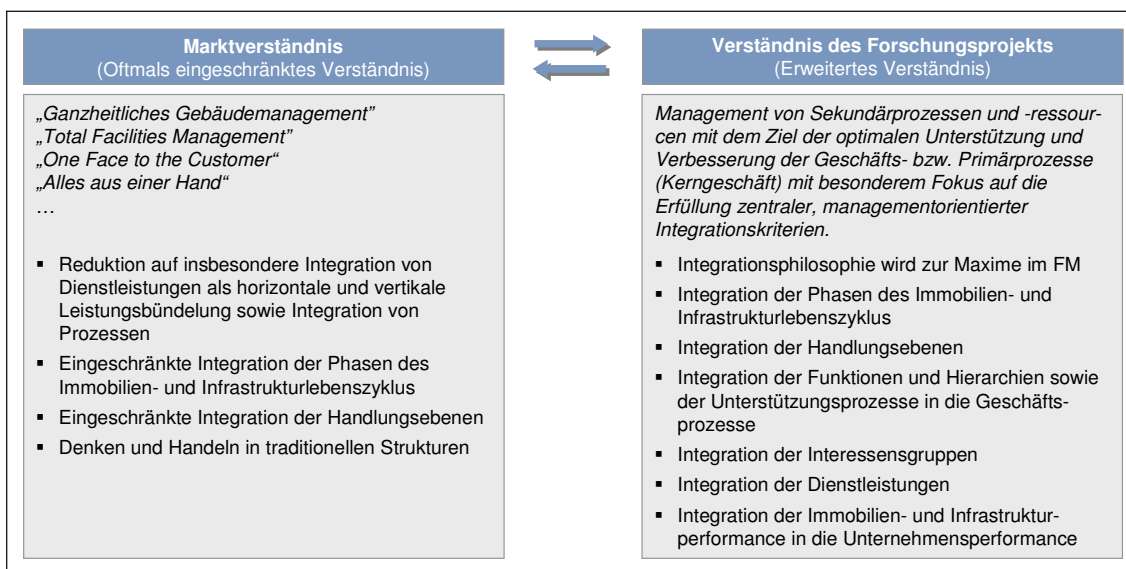 Marktverständnis
(Oftmals eingeschränktes Verständnis)
„Ganzheitliches Gebäudemanagement”
„Total Facilities Management”
„One Face to the Customer“
„Alles aus einer Hand“
…
▪ Reduktion auf insbesondere Integration von
Dienstleistungen als horizontale und vertikale
Leistungsbündelung sowie Integration von
Prozessen
▪ Eingeschränkte Integration der Phasen des
Immobilien- und Infrastrukturlebenszyklus
▪ Eingeschränkte Integration der Handlungsebenen
▪ Denken und Handeln in traditionellen Strukturen
Verständnis des Forschungsprojekts
(Erweitertes Verständnis)
Management von Sekundärprozessen und -ressour-
cen mit dem Ziel der optimalen Unterstützung und
Verbesserung der Geschäfts- bzw. Primärprozesse
(Kerngeschäft) mit besonderem Fokus auf die
Erfüllung zentraler, managementorientierter
Integrationskriterien.
▪ Integrationsphilosophie wird zur Maxime im FM
▪ Integration der Phasen des Immobilien- und
Infrastrukturlebenszyklus
▪ Integration der Handlungsebenen
▪ Integration der Funktionen und Hierarchien sowie
der Unterstützungsprozesse in die Geschäfts-
prozesse
▪ Integration der Interessensgruppen
▪ Integration der Dienstleistungen
▪ Integration der Immobilien- und Infrastruktur-
performance in die Unternehmensperformance